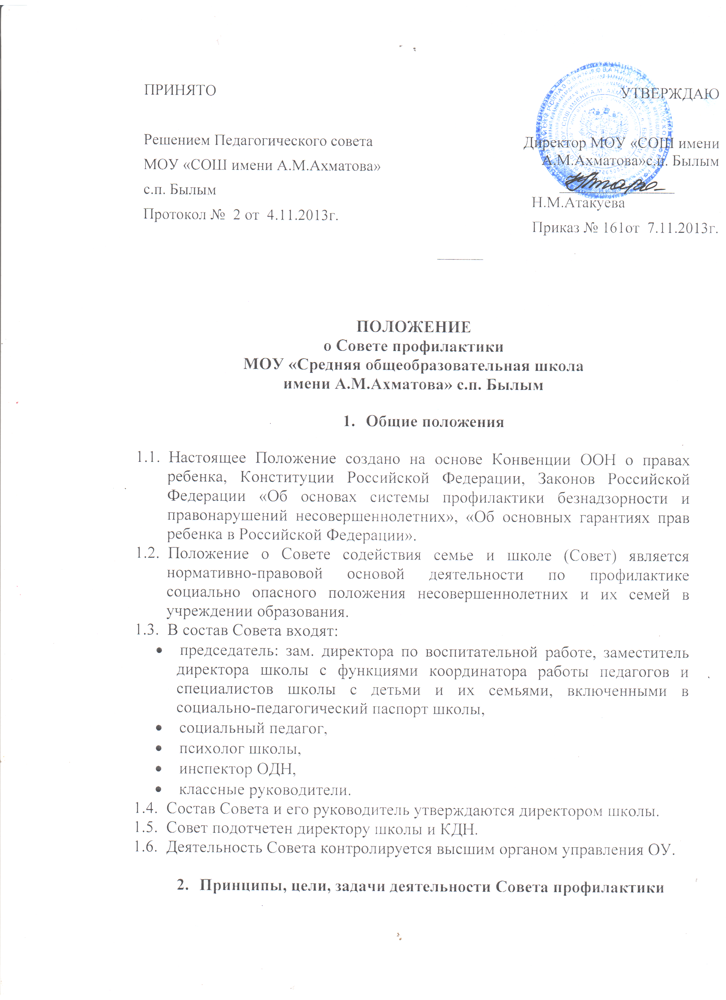 ПРИНЯТО
Решением Педагогического совета
МОУ «СОШ имени А.М.Ахматова»
с.п. Былым
Протокол № 2 от 4.11.2013г.
УТВЕРЖДАЮ
Директор МОУ «СОШ имени
А.М.Ахматова»с.п. Былым
Н.М.Атакуева
Приказ № 161от 7.11.2013г.
ПОЛОЖЕНИЕ
о Совете профилактики
МОУ «Средняя общеобразовательная школа
имени А.М.Ахматова» с.п. Былым
1. Общие положения
1.1. Настоящее Положение создано на основе Конвенции ООН о правах
ребенка, Конституции Российской Федерации, Законов Российской
Федерации «Об основах системы профилактики безнадзорности и
правонарушений несовершеннолетних», «Об основных гарантиях прав
ребенка в Российской Федерации».
1.2. Положение о Совете содействия семье и школе (Совет) является
нормативно-правовой основой деятельности по профилактике
социально опасного положения несовершеннолетних и их семей в
учреждении образования.
1.3. В состав Совета входят:
• председатель: зам. директора по воспитательной работе, заместитель
директора школы с функциями координатора работы педагогов и
специалистов школы с детьми и их семьями, включенными в
социально-педагогический паспорт школы,
• социальный педагог,
• психолог школы,
• инспектор ОДН,
• классные руководители.
1.4. Состав Совета и его руководитель утверждаются директором школы.
1.5. Совет подотчетен директору школы и КДН.
1.6. Деятельность Совета контролируется высшим органом управления ОУ.
2. Принципы, цели, задачи деятельности Совета профилактики